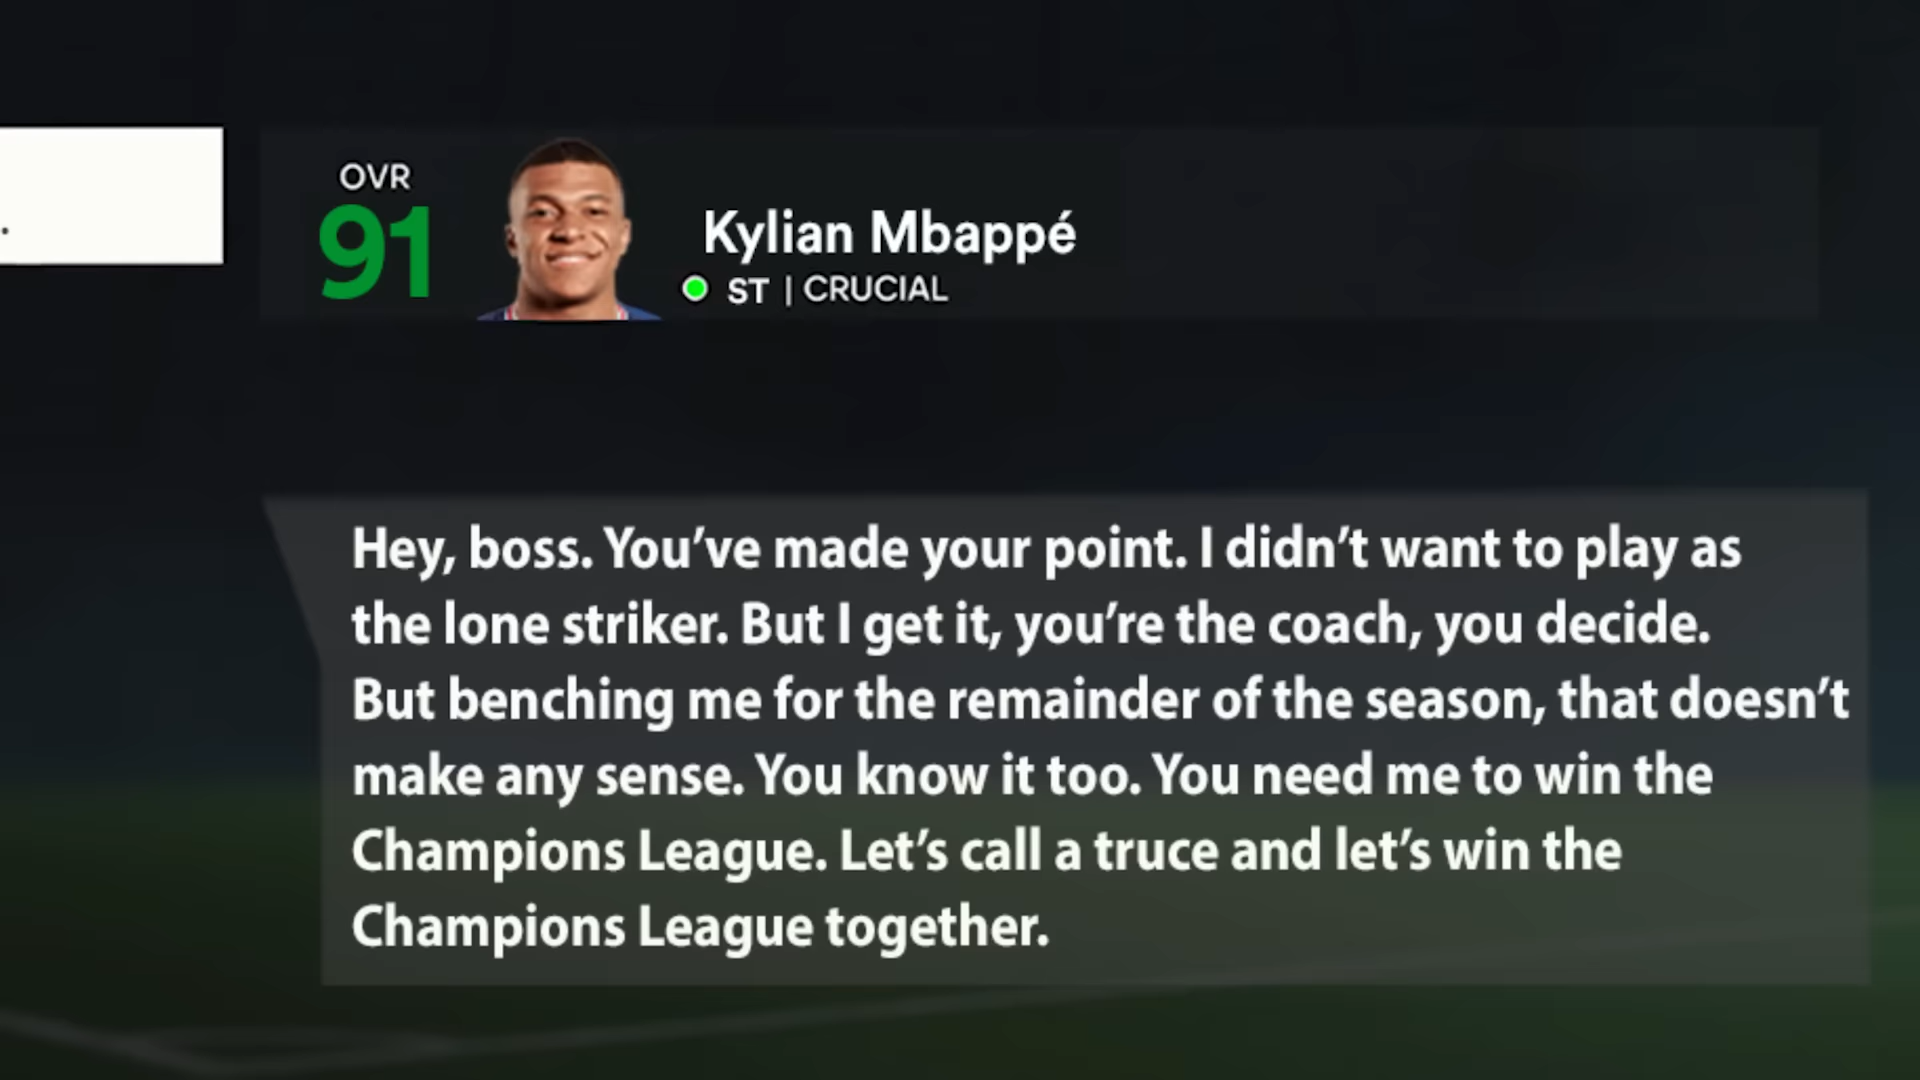 .
OVR
91
Kylian Mbappé
ST | CRUCIAL
Hey, boss. You’ve made your point. I didn’t want to play as
the lone striker. But I get it, you’re the coach, you decide.
But benching me for the remainder of the season, that doesn’t
make any sense. You know it too. You need me to win the
Champions League. Let’s call a truce and let’s win the
Champions League together.